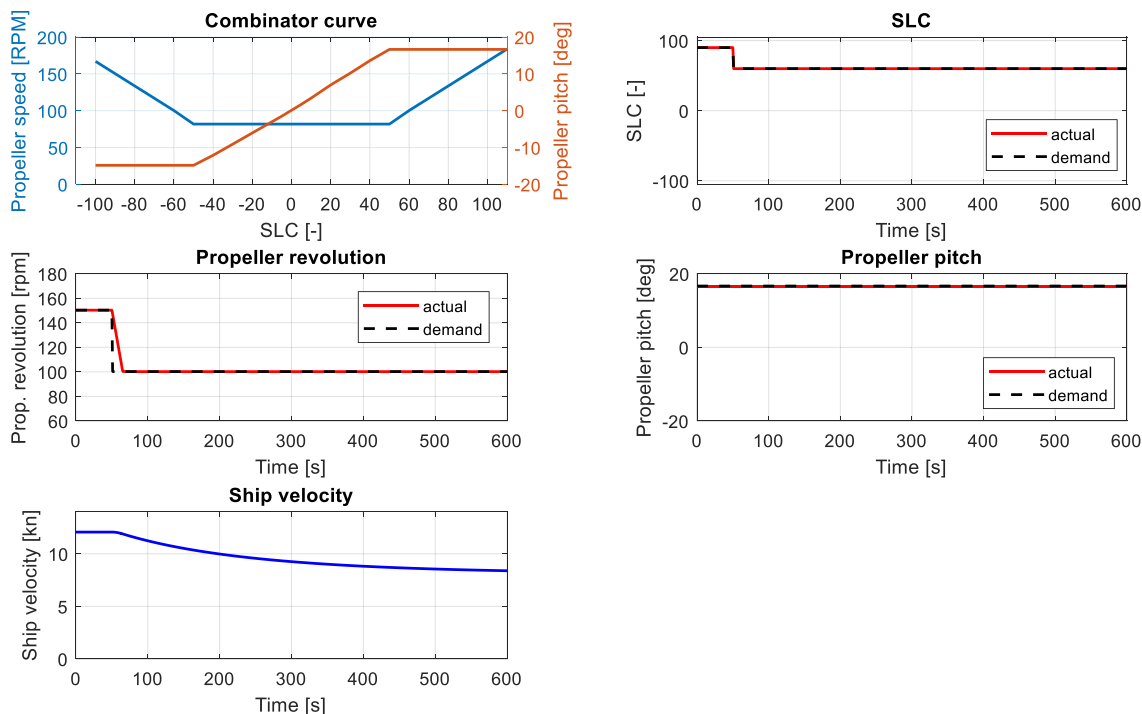 Combinator curve
Propeller speed [RPM]
200
150
100
50
0
20
10
0
-10
-20
Propeller pitch [deg]
-100 -80 -60 -40 -20 0 20 40 60 80 100
SLC [-]
SLC
SLC [-]
100
0
-100
actual
demand
0 100 200 300 400 500 600
Time [s]
Propeller revolution
Prop. revolution [rpm]
180
160
140
120
100
80
60
actual
demand
0 100 200 300 400 500 600
Time [s]
Propeller pitch
Propeller pitch [deg]
20
0
-20
actual
demand
0 100 200 300 400 500 600
Time [s]
Ship velocity
Ship velocity [kn]
10
5
0
0 100 200 300 400 500 600
Time [s]